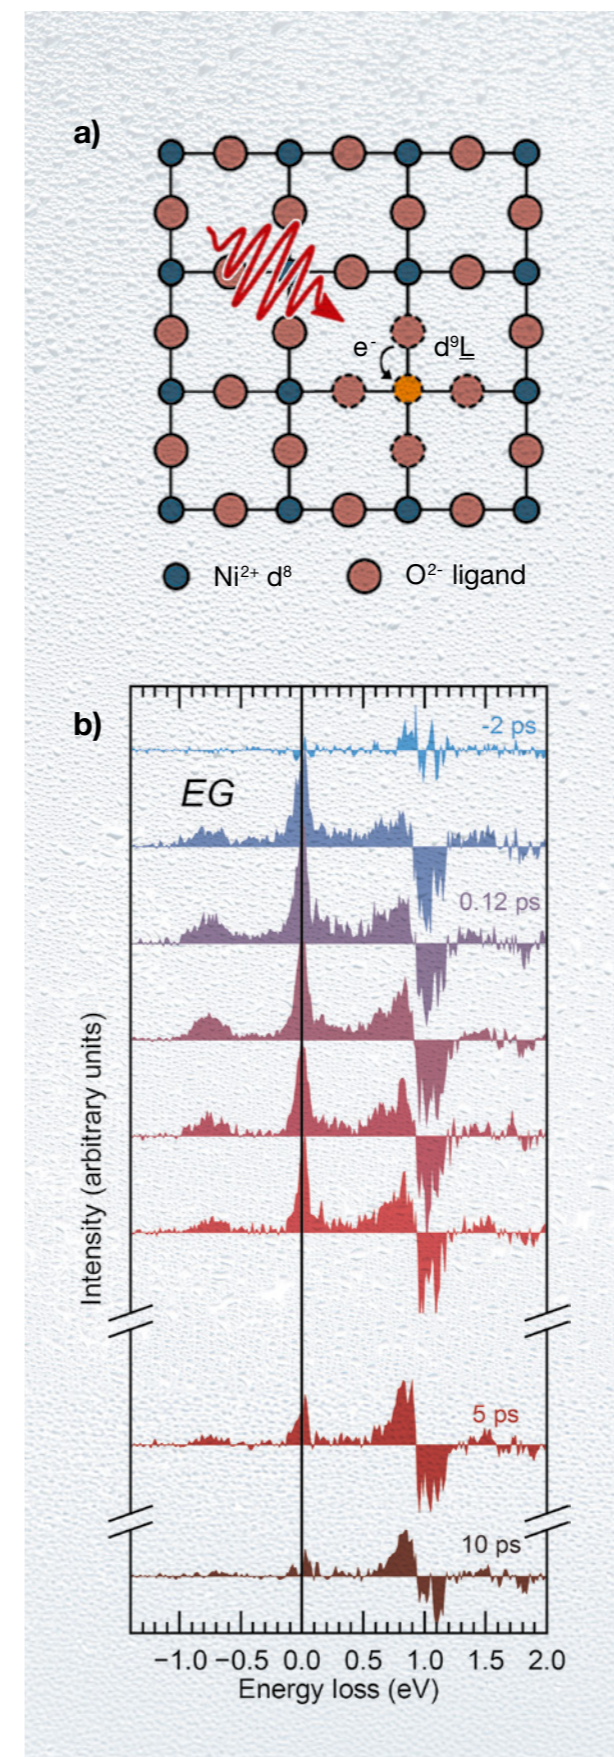 a)
e⁻ d⁹L̲
Ni²⁺ d⁸ O²⁻ ligand
b)
-2 ps
EG
0.12 ps
5 ps
10 ps
Intensity (arbitrary units)
−1.0 −0.5 0.0 0.5 1.0 1.5 2.0
Energy loss (eV)